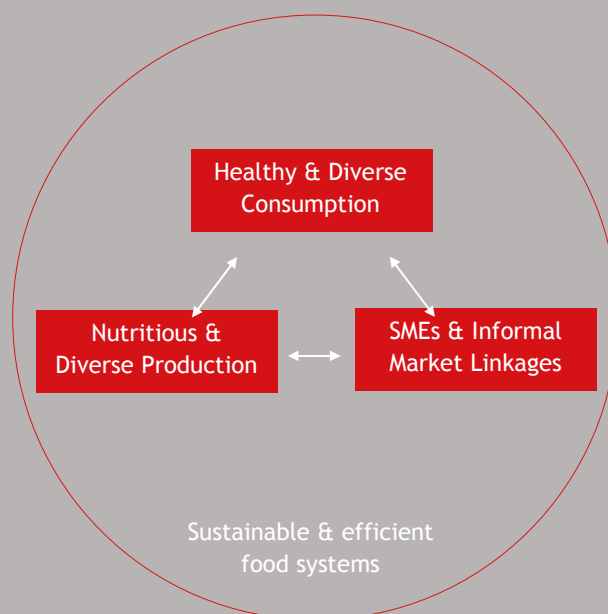 Healthy & Diverse
Consumption
Nutritious &
Diverse Production
SMEs & Informal
Market Linkages
Sustainable & efficient
food systems